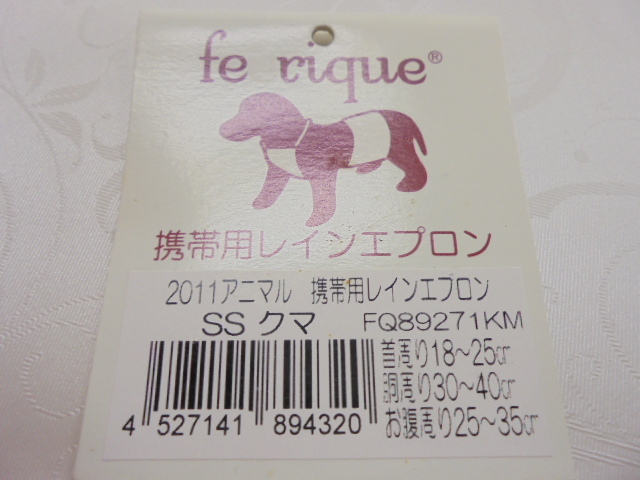 fe rique®
携帯用レインエプロン
2011アニマル 携帯用レインエプロン
SS クマ FQ89271KM
首周り18～25㎝
胴周り30～40㎝
お腹周り25～35㎝
4 527141 894320